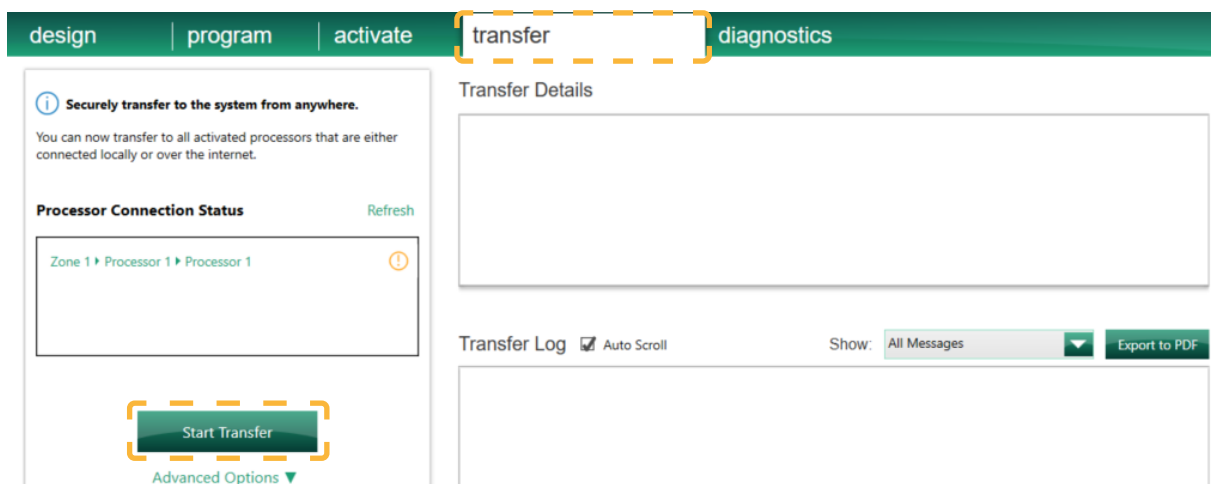 design program activate transfer diagnostics
Securely transfer to the system from anywhere.
You can now transfer to all activated processors that are either
connected locally or over the internet.
Processor Connection Status Refresh
Zone 1 Processor 1 Processor 1
Start Transfer
Advanced Options ▼
Transfer Details
Transfer Log Auto Scroll Show: All Messages Export to PDF